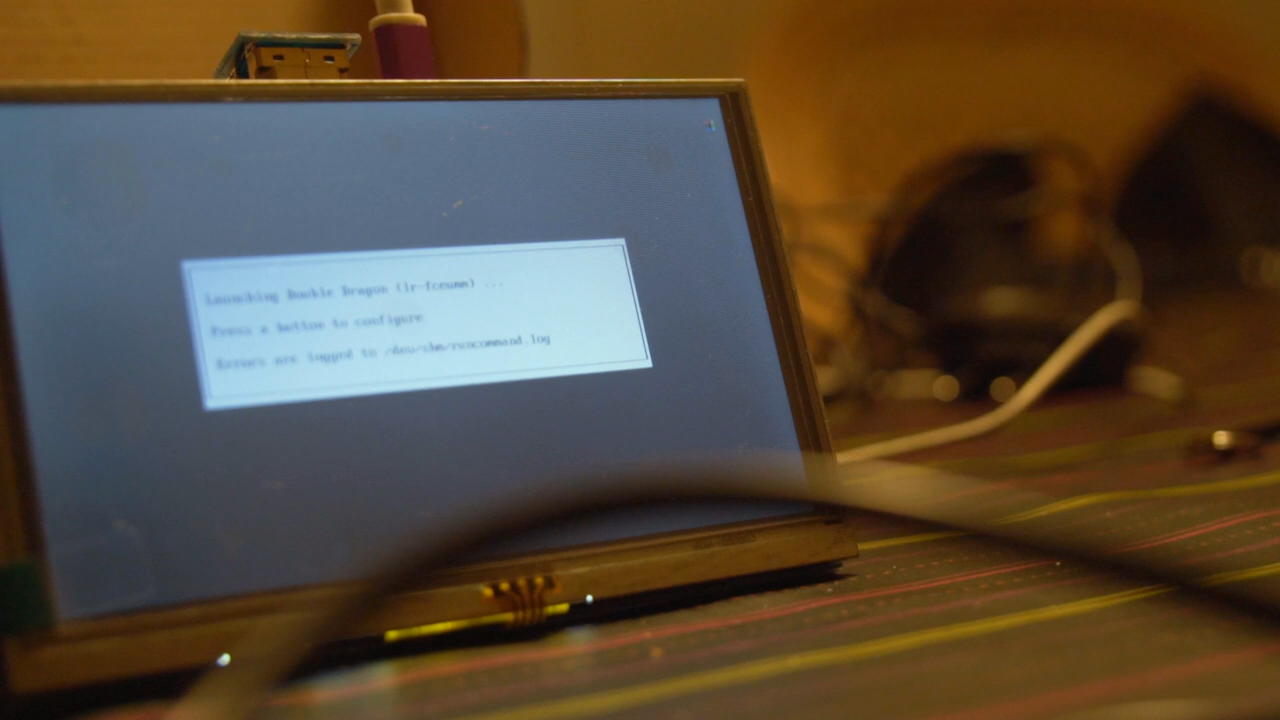 Launching Double Dragon (lr-fceumm) ...
Press a button to configure
Errors are logged to /dev/shm/runcommand.log